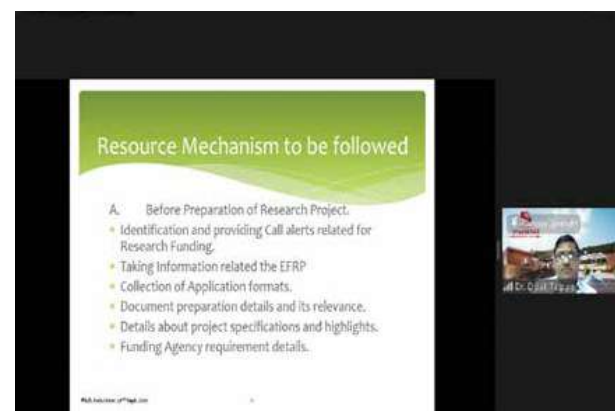 Resource Mechanism to be followed
A. Before Preparation of Research Project.
Identification and providing Call alerts related for
Research Funding.
Taking Information related the EFRP
Collection of Application formats.
Document preparation details and its relevance.
Details about project specifications and highlights.
Funding Agency requirement details.